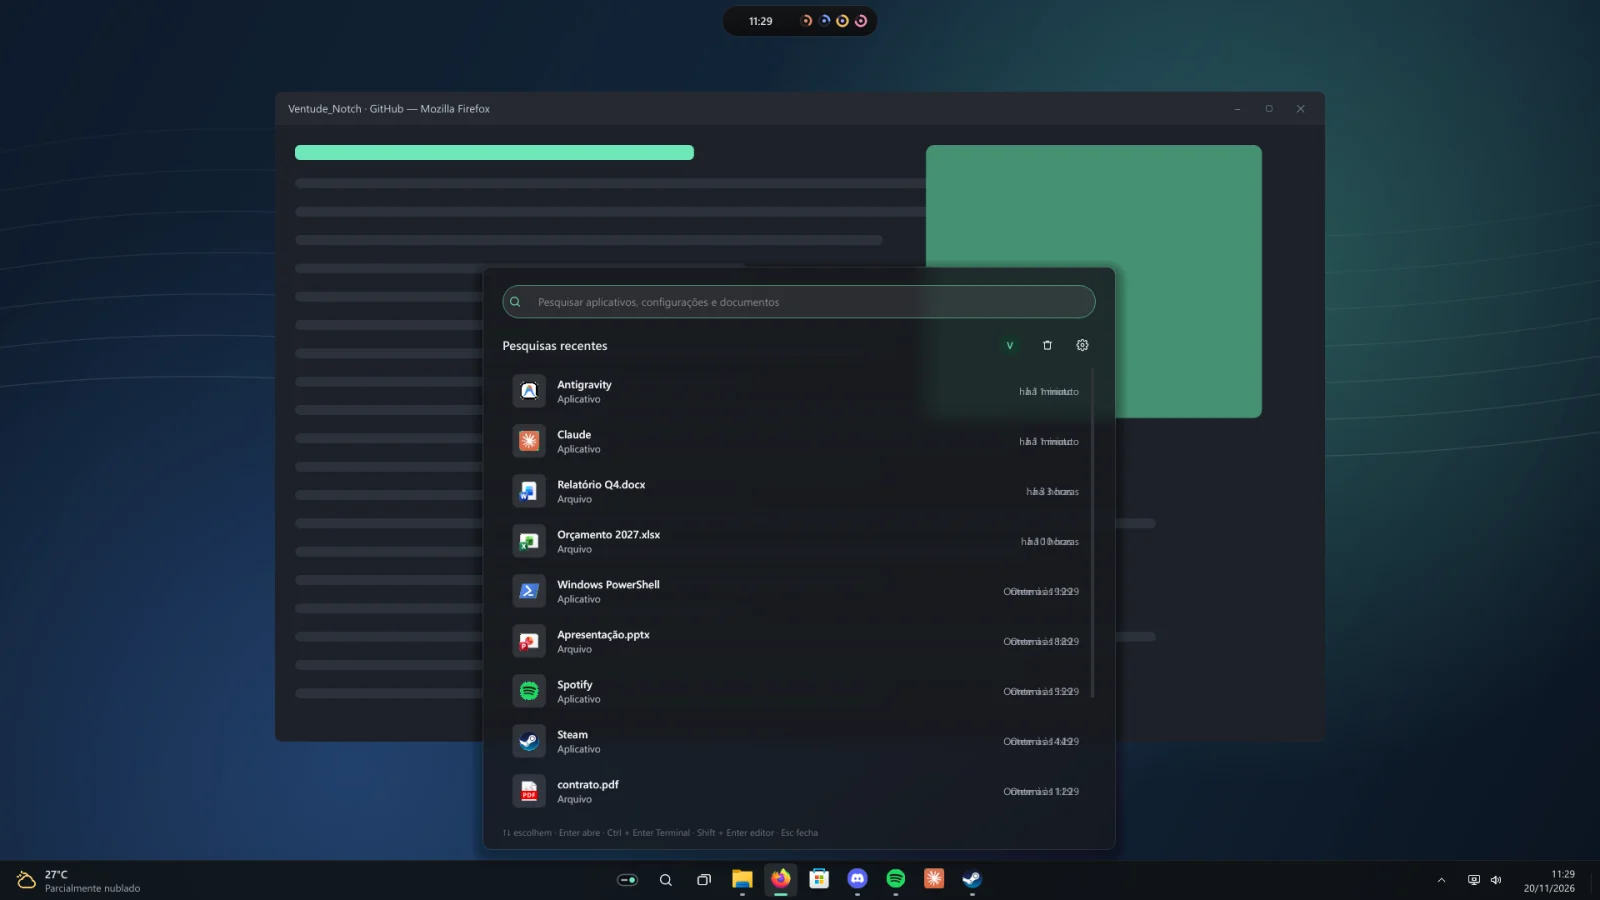 11:29
Ventude_Notch · GitHub — Mozilla Firefox
Pesquisar aplicativos, configurações e documentos
Pesquisas recentes
V
Antigravity
Aplicativo
Claude
Aplicativo
Relatório Q4.docx
Arquivo
Orçamento 2027.xlsx
Arquivo
Windows PowerShell
Aplicativo
Apresentação.pptx
Arquivo
Spotify
Aplicativo
Steam
Aplicativo
contrato.pdf
Arquivo
↑↓ escolhem · Enter abre · Ctrl + Enter Terminal · Shift + Enter editor · Esc fecha
27°C
Parcialmente nublado
11:29
20/11/2026